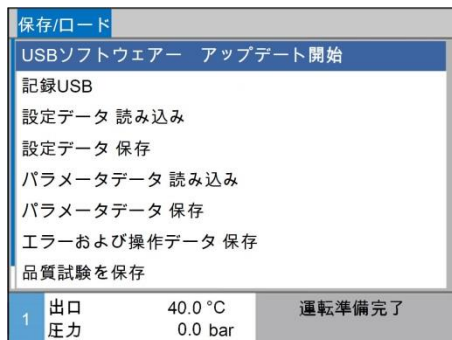 保存/ロード
USBソフトウェアー　アップデート開始
記録USB
設定データ 読み込み
設定データ 保存
パラメータデータ 読み込み
パラメータデータ 保存
エラーおよび操作データ 保存
品質試験を保存
1 出口 40.0 °C 運転準備完了
圧力 0.0 bar